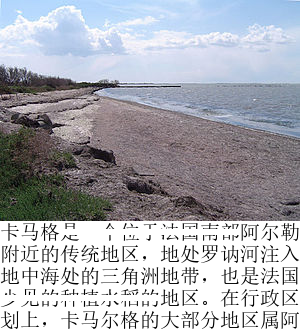 卡马格是一个位于法国南部阿尔勒
附近的传统地区，地处罗讷河注入
地中海处的三角洲地带，也是法国
少见的种植水稻的地区。在行政区
划上，卡马尔格的大部分地区属阿